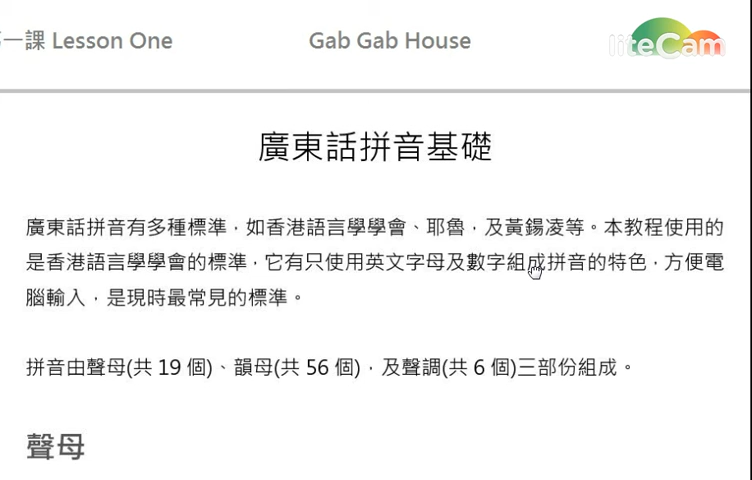 第一課 Lesson One
Gab Gab House
liteCam
廣東話拼音基礎
廣東話拼音有多種標準，如香港語言學學會、耶魯，及黃錫凌等。本教程使用的
是香港語言學學會的標準，它有只使用英文字母及數字組成拼音的特色，方便電
腦輸入，是現時最常見的標準。
拼音由聲母(共 19 個)、韻母(共 56 個)，及聲調(共 6 個)三部份組成。
聲母